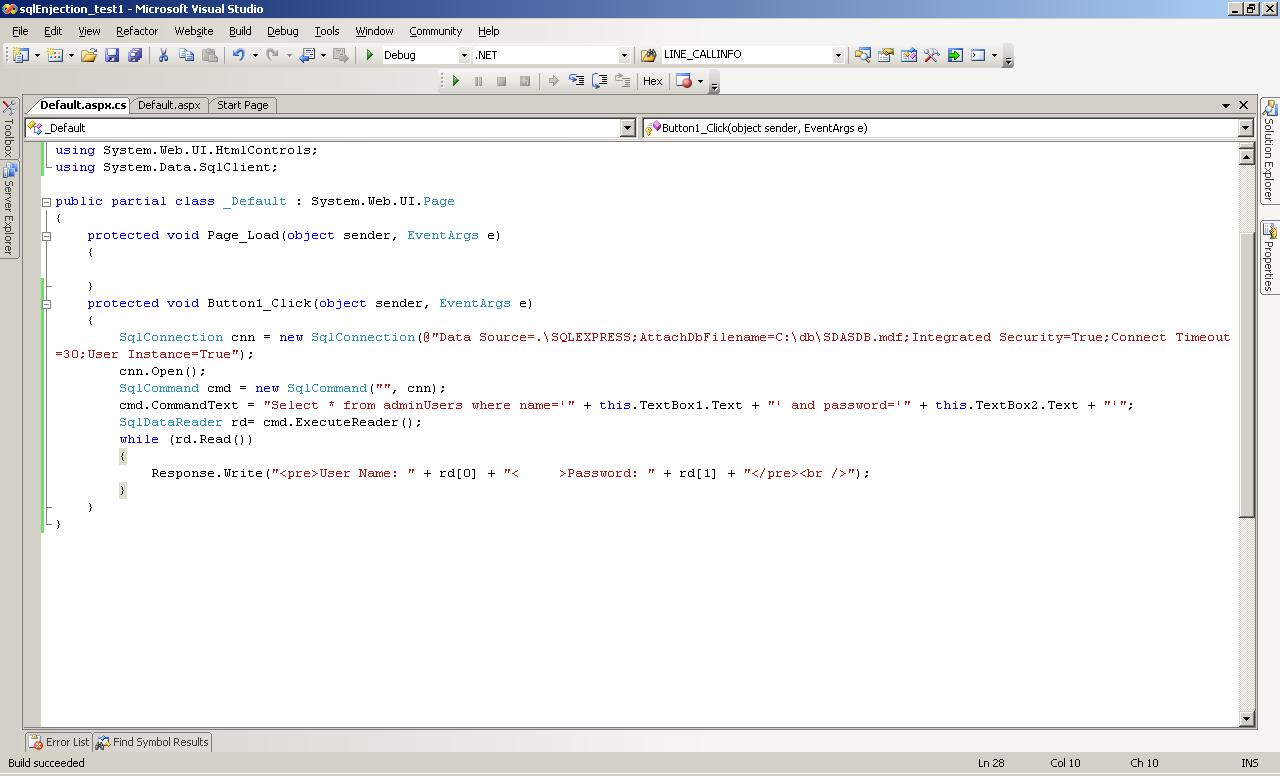 sqlEnjection_test1 - Microsoft Visual Studio
File Edit View Refactor Website Build Debug Tools Window Community Help
Debug .NET LINE_CALLINFO
Hex
Default.aspx.cs Default.aspx Start Page
_Default Button1_Click(object sender, EventArgs e)
Toolbox
Server Explorer
Solution Explorer
Properties
using System.Web.UI.HtmlControls;
using System.Data.SqlClient;
public partial class _Default : System.Web.UI.Page
{
protected void Page_Load(object sender, EventArgs e)
{
}
protected void Button1_Click(object sender, EventArgs e)
{
SqlConnection cnn = new SqlConnection(@"Data Source=.\SQLEXPRESS;AttachDbFilename=C:\db\SDASDB.mdf;Integrated Security=True;Connect Timeout
=30;User Instance=True");
cnn.Open();
SqlCommand cmd = new SqlCommand("", cnn);
cmd.CommandText = "Select * from adminUsers where name='" + this.TextBox1.Text + "' and password='" + this.TextBox2.Text + "'";
SqlDataReader rd= cmd.ExecuteReader();
while (rd.Read())
{
Response.Write("<pre>User Name: " + rd[0] + "<     >Password: " + rd[1] + "</pre><br />");
}
}
}
Error List Find Symbol Results
Build succeeded Ln 28 Col 10 Ch 10 INS